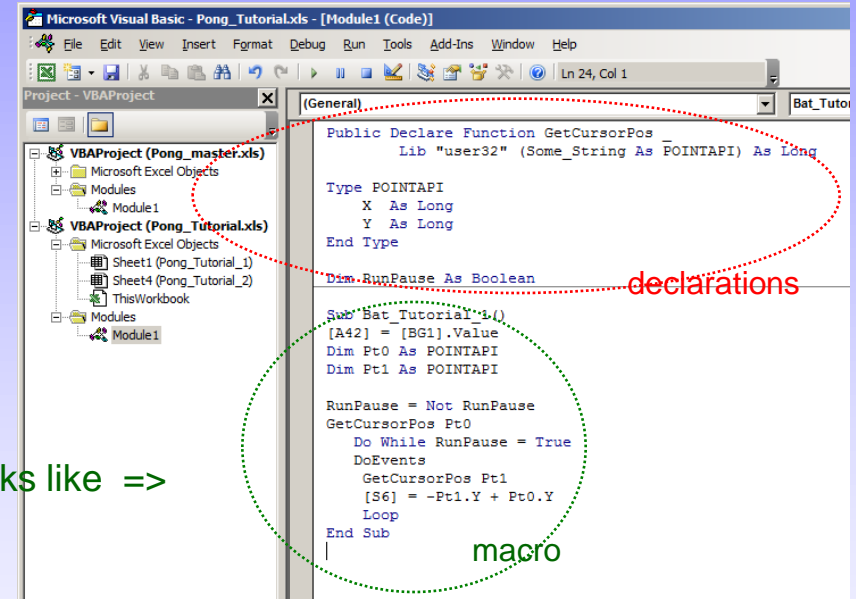 Microsoft Visual Basic - Pong_Tutorial.xls - [Module1 (Code)]
File Edit View Insert Format Debug Run Tools Add-Ins Window Help
Ln 24, Col 1
Project - VBAProject
VBAProject (Pong_master.xls)
Microsoft Excel Objects
Modules
Module1
VBAProject (Pong_Tutorial.xls)
Microsoft Excel Objects
Sheet1 (Pong_Tutorial_1)
Sheet4 (Pong_Tutorial_2)
ThisWorkbook
Modules
Module1
(General)
Bat_Tutor
Public Declare Function GetCursorPos _
Lib "user32" (Some_String As POINTAPI) As Long
Type POINTAPI
X As Long
Y As Long
End Type
Dim RunPause As Boolean
declarations
Sub Bat_Tutorial_1()
[A42] = [BG1].Value
Dim Pt0 As POINTAPI
Dim Pt1 As POINTAPI
RunPause = Not RunPause
GetCursorPos Pt0
Do While RunPause = True
DoEvents
GetCursorPos Pt1
[S6] = -Pt1.Y + Pt0.Y
Loop
End Sub
macro
ks like =>